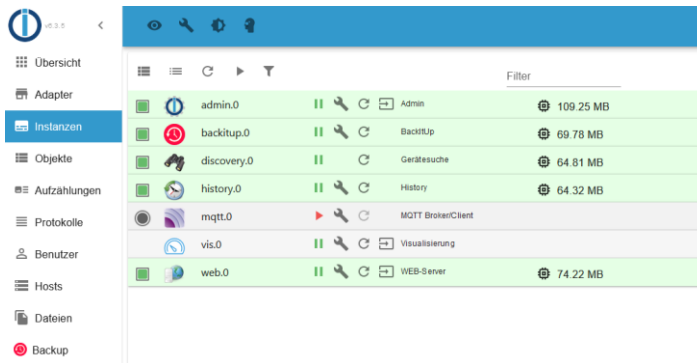 v6.3.5
Übersicht
Adapter
Instanzen
Objekte
Aufzählungen
Protokolle
Benutzer
Hosts
Dateien
Backup
Filter
admin.0 Admin 109.25 MB
backitup.0 BackItUp 69.78 MB
discovery.0 Gerätesuche 64.81 MB
history.0 History 64.32 MB
mqtt.0 MQTT Broker/Client
vis.0 Visualisierung
web.0 WEB-Server 74.22 MB